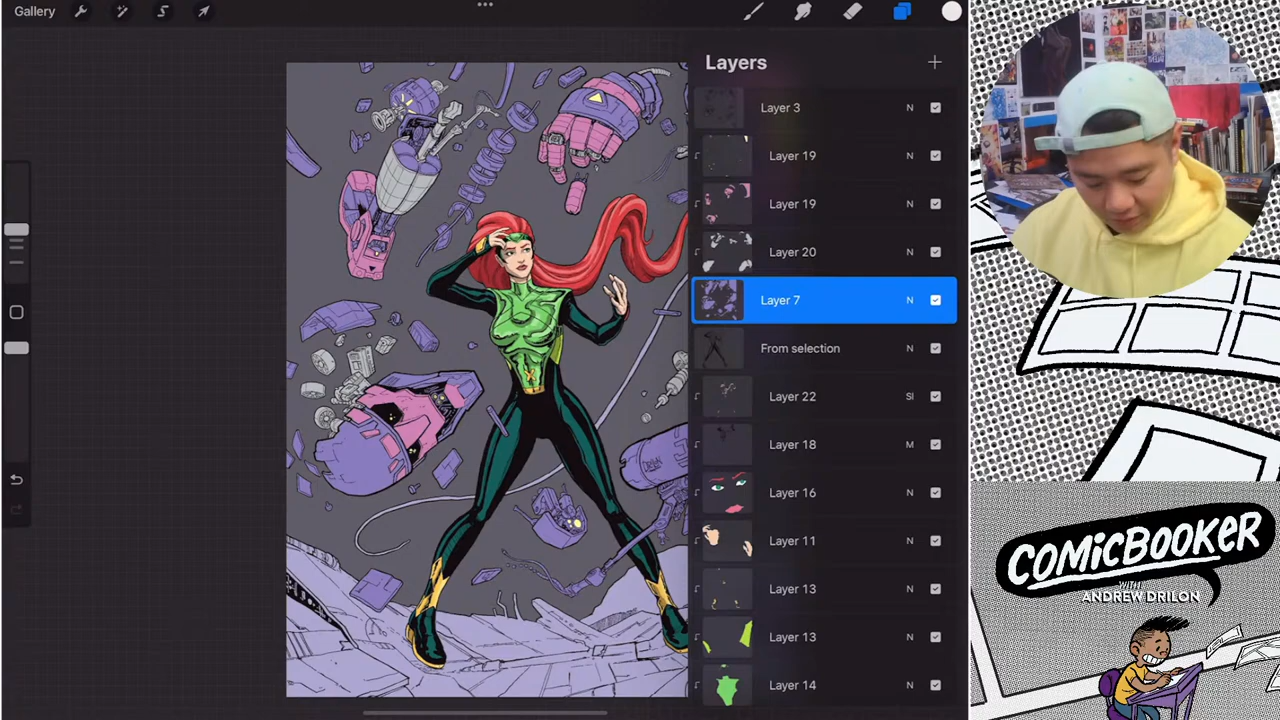 Gallery
Layers
Layer 3
N
Layer 19
N
Layer 19
N
Layer 20
N
Layer 7
N
From selection
N
Layer 22
Sl
Layer 18
M
Layer 16
N
Layer 11
N
Layer 13
N
Layer 13
N
Layer 14
N
COMICBOOKER
WITH
ANDREW DRILON